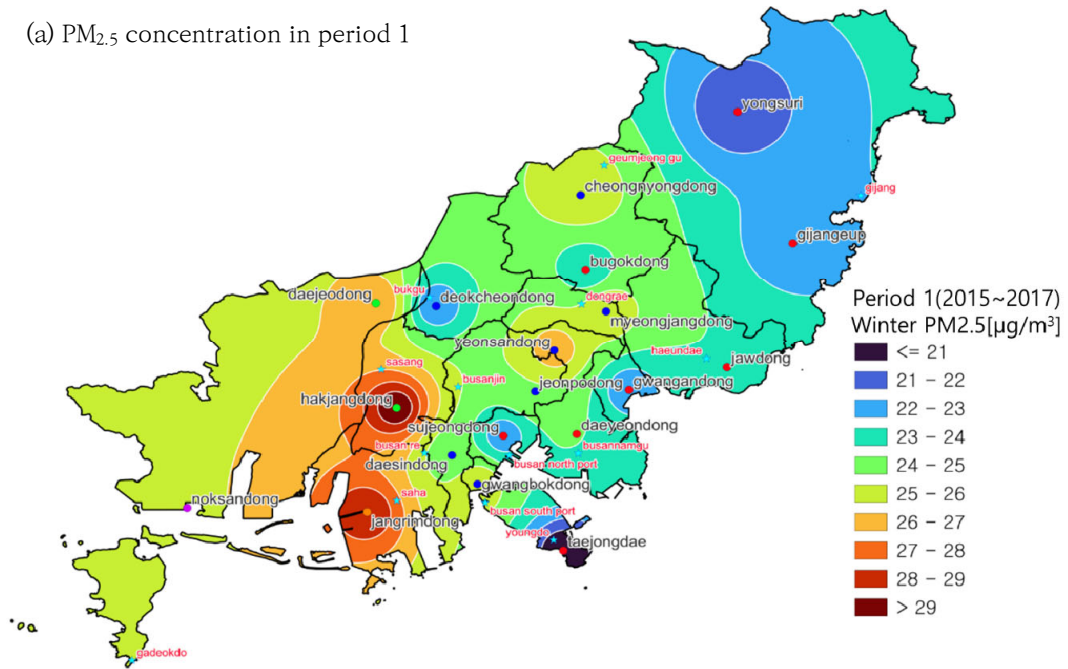 (a) PM2.5 concentration in period 1
yongsuri
geumjeong gu
cheongnyongdong
gijang
gijangeup
bugokdong
daejeodong
bukgu
deokcheondong
dongrae
myeongjangdong
yeonsandong
haeundae
jawdong
sasang
busanjin
jeonpodong
gwangandong
hakjangdong
sujeongdong
daeyeondong
busan re
busannamgu
daesindong
busan north port
noksandong
saha
gwangbokdong
jangrimdong
busan south port
youngdo
taejongdae
gadeokdo
Period 1(2015~2017)
Winter PM2.5[µg/m³]
<= 21
21 - 22
22 - 23
23 - 24
24 - 25
25 - 26
26 - 27
27 - 28
28 - 29
> 29